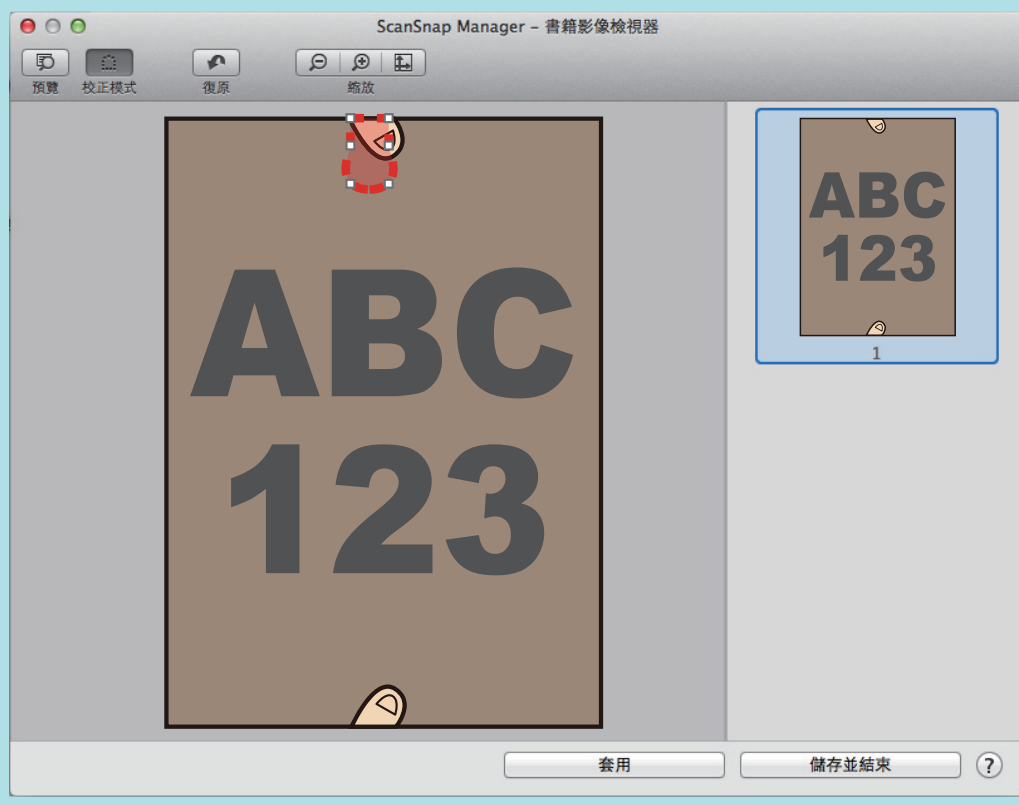 ScanSnap Manager – 書籍影像檢視器
預覽
校正模式
復原
縮放
ABC
123
ABC
123
1
套用
儲存並結束
?